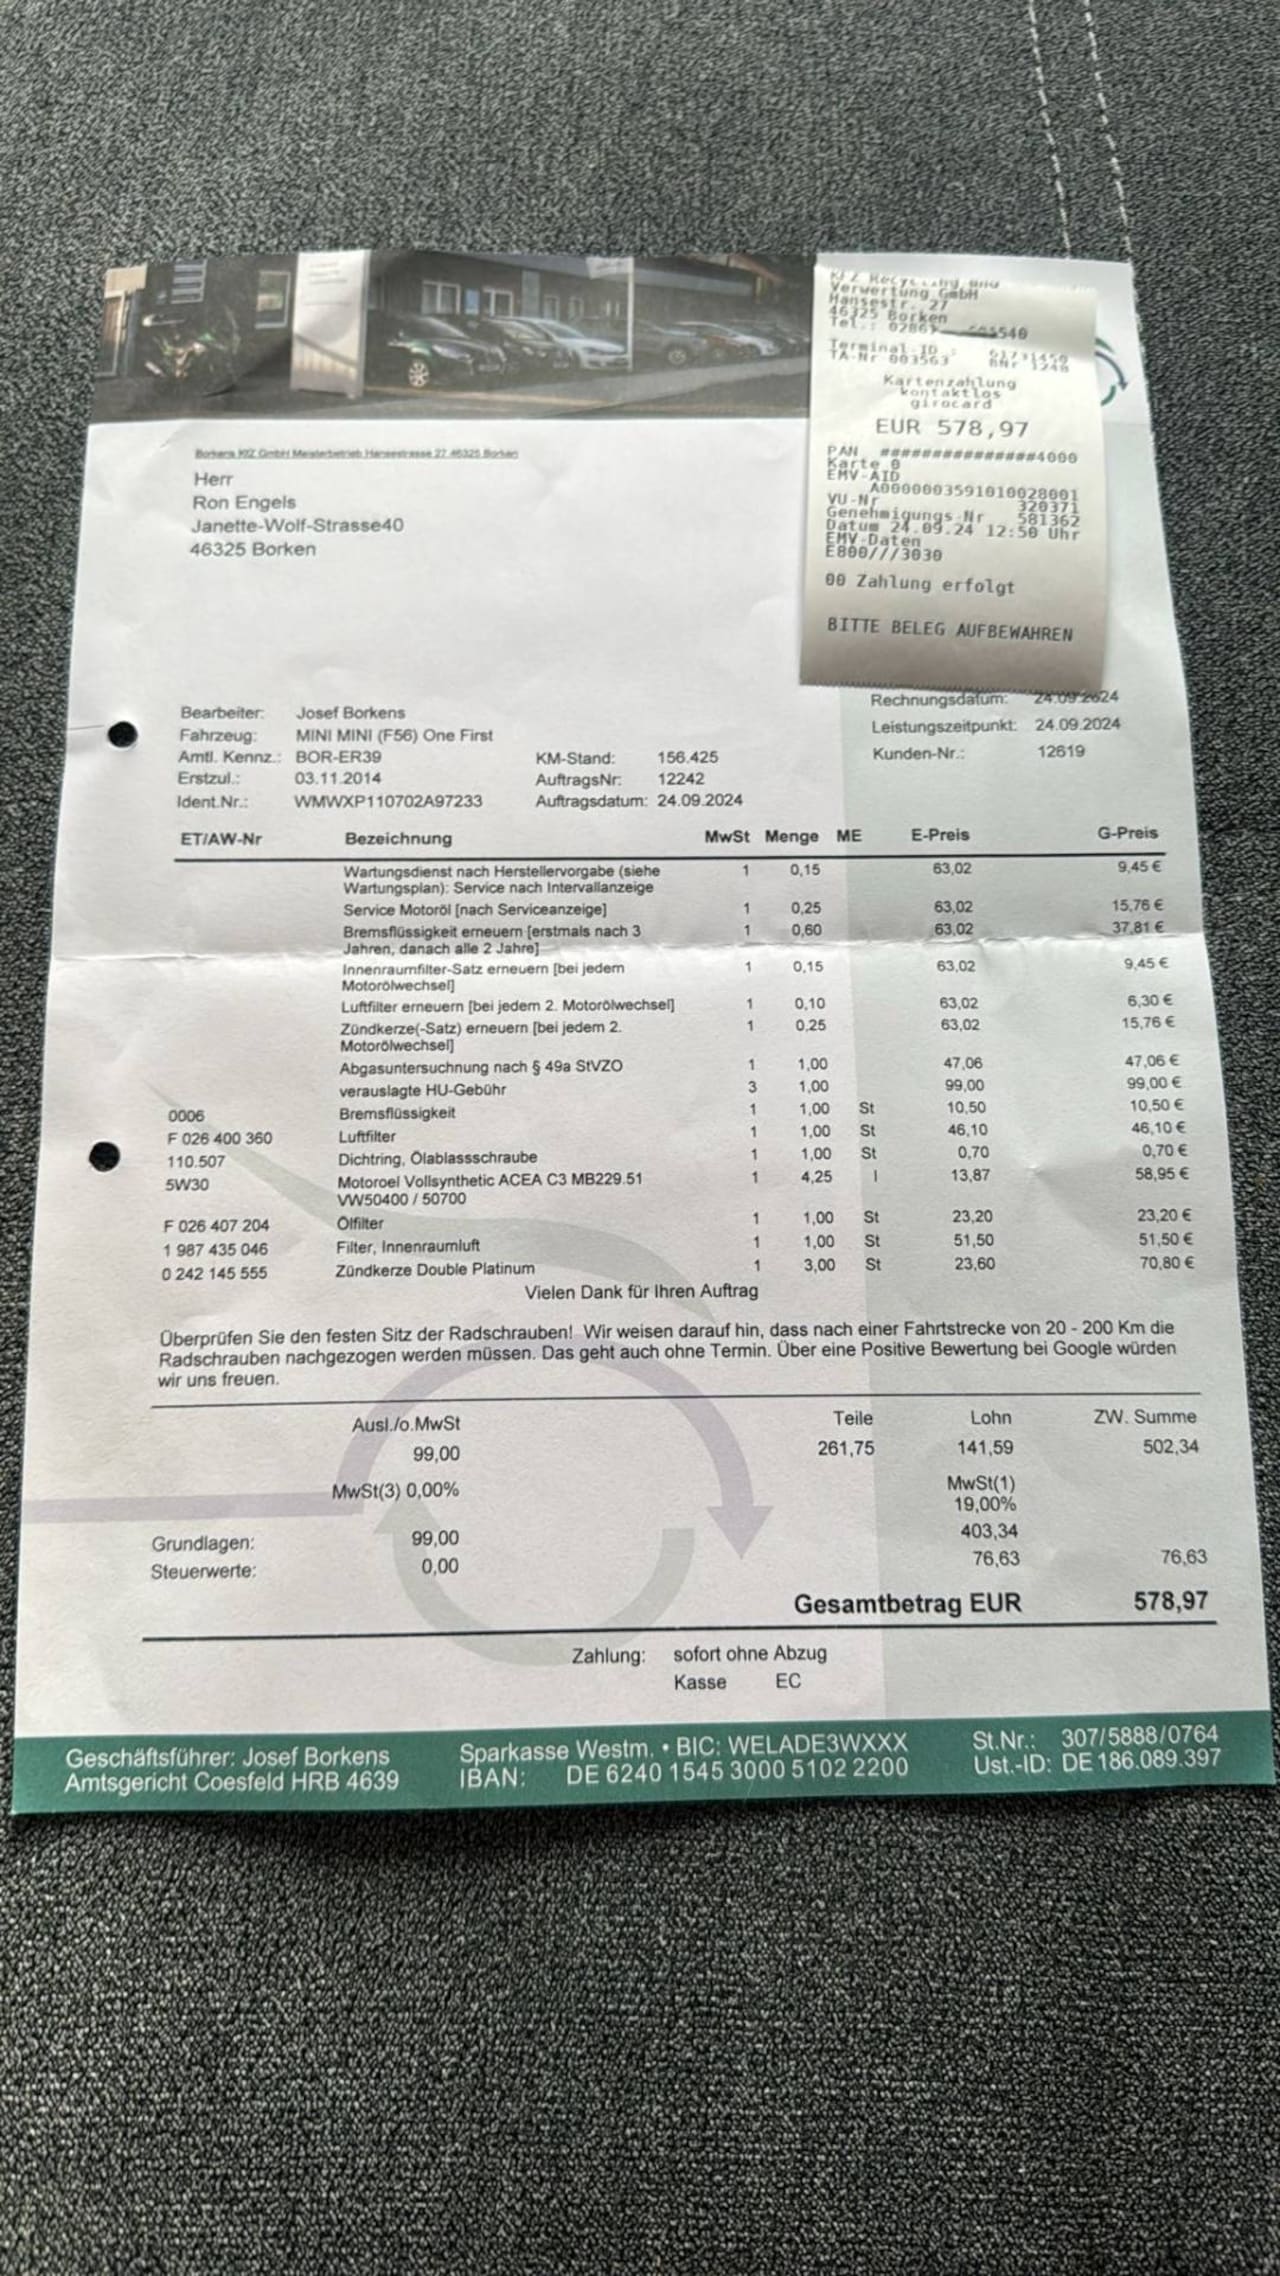 Verwertung GmbH
Hansestr. 27
46325 Borken
Tel.: 02861 540
Terminal-ID :
TA-Nr 003563 BNr 1248
Kartenzahlung
kontaktlos
girocard
EUR 578,97
PAN ###############4000
Karte 0
EMV-AID
A0000003591010028001
VU-Nr 320371
Genehmigungs-Nr 581362
Datum 24.09.24 12:50 Uhr
EMV-Daten
E800///3030
00 Zahlung erfolgt
BITTE BELEG AUFBEWAHREN
Borkens KfZ GmbH Meisterbetrieb Hansestrasse 27 46325 Borken
Herr
Ron Engels
Janette-Wolf-Strasse40
46325 Borken
Rechnungsdatum: 24.09.2024
Leistungszeitpunkt: 24.09.2024
Kunden-Nr.: 12619
Bearbeiter: Josef Borkens
Fahrzeug: MINI MINI (F56) One First
Amtl. Kennz.: BOR-ER39 KM-Stand: 156.425
Erstzul.: 03.11.2014 AuftragsNr: 12242
Ident.Nr.: WMWXP110702A97233 Auftragsdatum: 24.09.2024
ET/AW-Nr Bezeichnung MwSt Menge ME E-Preis G-Preis
Wartungsdienst nach Herstellervorgabe (siehe 1 0,15 63,02 9,45 €
Wartungsplan): Service nach Intervallanzeige
Service Motoröl [nach Serviceanzeige] 1 0,25 63,02 15,76 €
Bremsflüssigkeit erneuern [erstmals nach 3 1 0,60 63,02 37,81 €
Jahren, danach alle 2 Jahre]
Innenraumfilter-Satz erneuern [bei jedem 1 0,15 63,02 9,45 €
Motorölwechsel]
Luftfilter erneuern [bei jedem 2. Motorölwechsel] 1 0,10 63,02 6,30 €
Zündkerze(-Satz) erneuern [bei jedem 2. 1 0,25 63,02 15,76 €
Motorölwechsel]
Abgasuntersuchung nach § 49a StVZO 1 1,00 47,06 47,06 €
verauslagte HU-Gebühr 3 1,00 99,00 99,00 €
0006 Bremsflüssigkeit 1 1,00 St 10,50 10,50 €
F 026 400 360 Luftfilter 1 1,00 St 46,10 46,10 €
110.507 Dichtring, Ölablassschraube 1 1,00 St 0,70 0,70 €
5W30 Motoroel Vollsynthetic ACEA C3 MB229.51 1 4,25 l 13,87 58,95 €
VW50400 / 50700
F 026 407 204 Ölfilter 1 1,00 St 23,20 23,20 €
1 987 435 046 Filter, Innenraumluft 1 1,00 St 51,50 51,50 €
0 242 145 555 Zündkerze Double Platinum 1 3,00 St 23,60 70,80 €
Vielen Dank für Ihren Auftrag
Überprüfen Sie den festen Sitz der Radschrauben! Wir weisen darauf hin, dass nach einer Fahrtstrecke von 20 - 200 Km die
Radschrauben nachgezogen werden müssen. Das geht auch ohne Termin. Über eine Positive Bewertung bei Google würden
wir uns freuen.
Ausl./o.MwSt Teile Lohn ZW. Summe
99,00 261,75 141,59 502,34
MwSt(3) 0,00% MwSt(1)
19,00%
Grundlagen: 99,00 403,34
Steuerwerte: 0,00 76,63 76,63
Gesamtbetrag EUR 578,97
Zahlung: sofort ohne Abzug
Kasse EC
Geschäftsführer: Josef Borkens
Amtsgericht Coesfeld HRB 4639
Sparkasse Westm. • BIC: WELADE3WXXX
IBAN: DE 6240 1545 3000 5102 2200
St.Nr.: 307/5888/0764
Ust.-ID: DE 186.089.397